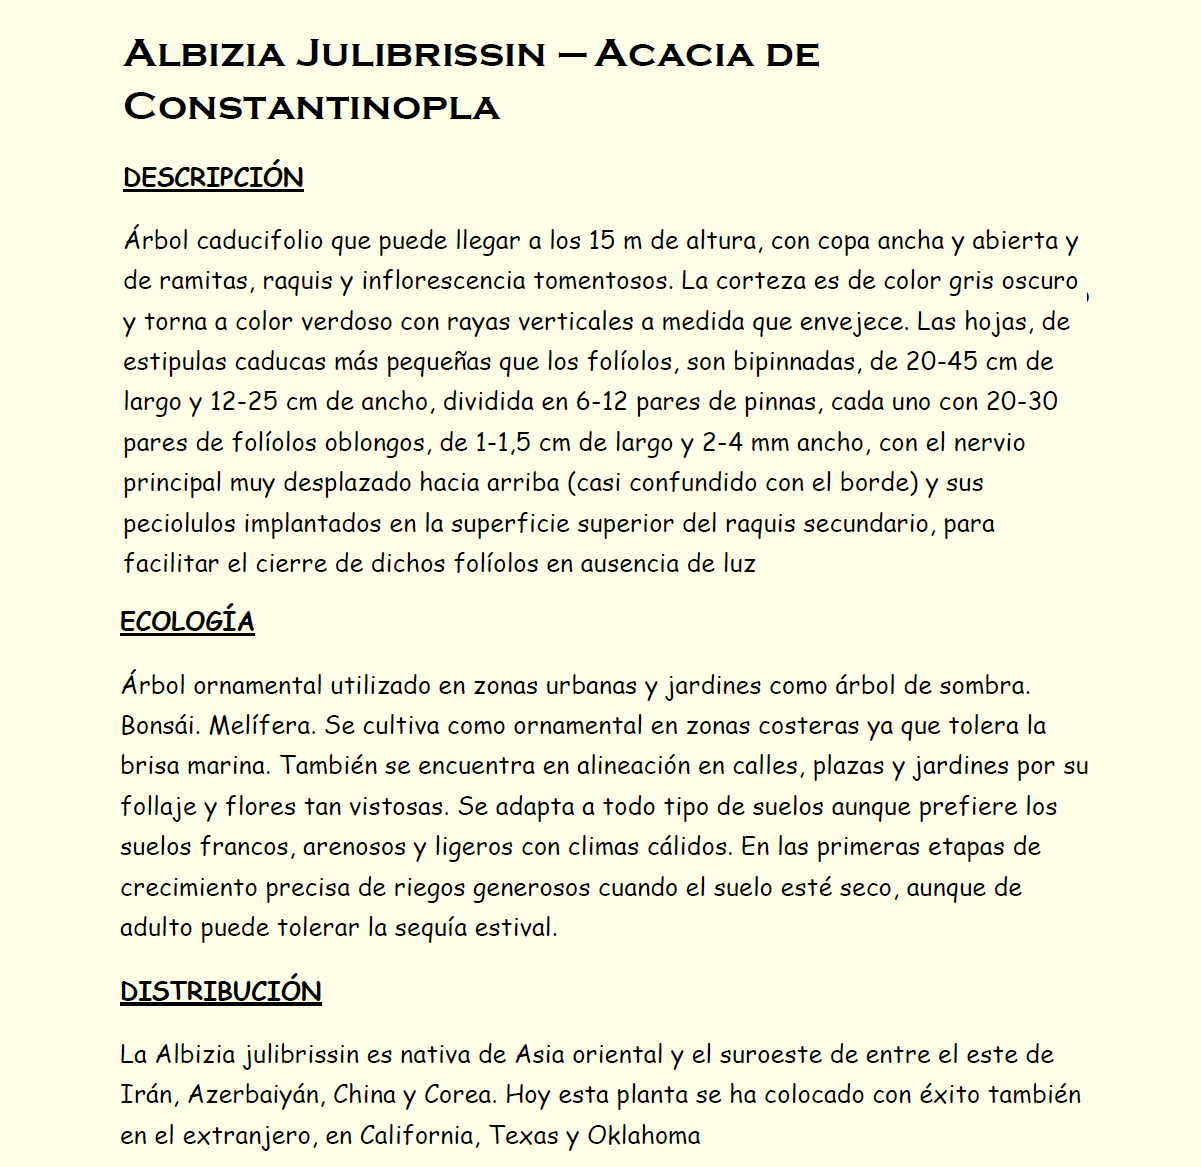 Albizia Julibrissin – Acacia de
Constantinopla
DESCRIPCIÓN
Árbol caducifolio que puede llegar a los 15 m de altura, con copa ancha y abierta y
de ramitas, raquis y inflorescencia tomentosos. La corteza es de color gris oscuro
y torna a color verdoso con rayas verticales a medida que envejece. Las hojas, de
estipulas caducas más pequeñas que los folíolos, son bipinnadas, de 20-45 cm de
largo y 12-25 cm de ancho, dividida en 6-12 pares de pinnas, cada uno con 20-30
pares de folíolos oblongos, de 1-1,5 cm de largo y 2-4 mm ancho, con el nervio
principal muy desplazado hacia arriba (casi confundido con el borde) y sus
peciolulos implantados en la superficie superior del raquis secundario, para
facilitar el cierre de dichos folíolos en ausencia de luz
ECOLOGÍA
Árbol ornamental utilizado en zonas urbanas y jardines como árbol de sombra.
Bonsái. Melífera. Se cultiva como ornamental en zonas costeras ya que tolera la
brisa marina. También se encuentra en alineación en calles, plazas y jardines por su
follaje y flores tan vistosas. Se adapta a todo tipo de suelos aunque prefiere los
suelos francos, arenosos y ligeros con climas cálidos. En las primeras etapas de
crecimiento precisa de riegos generosos cuando el suelo esté seco, aunque de
adulto puede tolerar la sequía estival.
DISTRIBUCIÓN
La Albizia julibrissin es nativa de Asia oriental y el suroeste de entre el este de
Irán, Azerbaiyán, China y Corea. Hoy esta planta se ha colocado con éxito también
en el extranjero, en California, Texas y Oklahoma